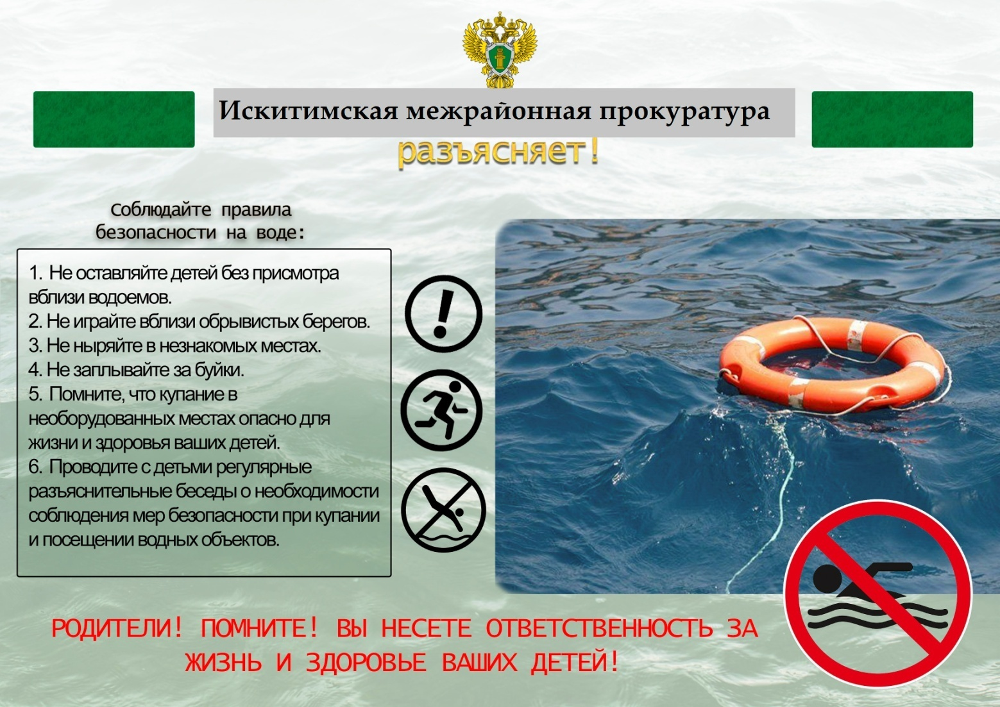 Искитимская межрайонная прокуратура
разъясняет!
Соблюдайте правила
безопасности на воде:
1. Не оставляйте детей без присмотра
вблизи водоемов.
2. Не играйте вблизи обрывистых берегов.
3. Не ныряйте в незнакомых местах.
4. Не заплывайте за буйки.
5. Помните, что купание в
необорудованных местах опасно для
жизни и здоровья ваших детей.
6. Проводите с детьми регулярные
разъяснительные беседы о необходимости
соблюдения мер безопасности при купании
и посещении водных объектов.
РОДИТЕЛИ! ПОМНИТЕ! ВЫ НЕСЕТЕ ОТВЕТСТВЕННОСТЬ ЗА
ЖИЗНЬ И ЗДОРОВЬЕ ВАШИХ ДЕТЕЙ!